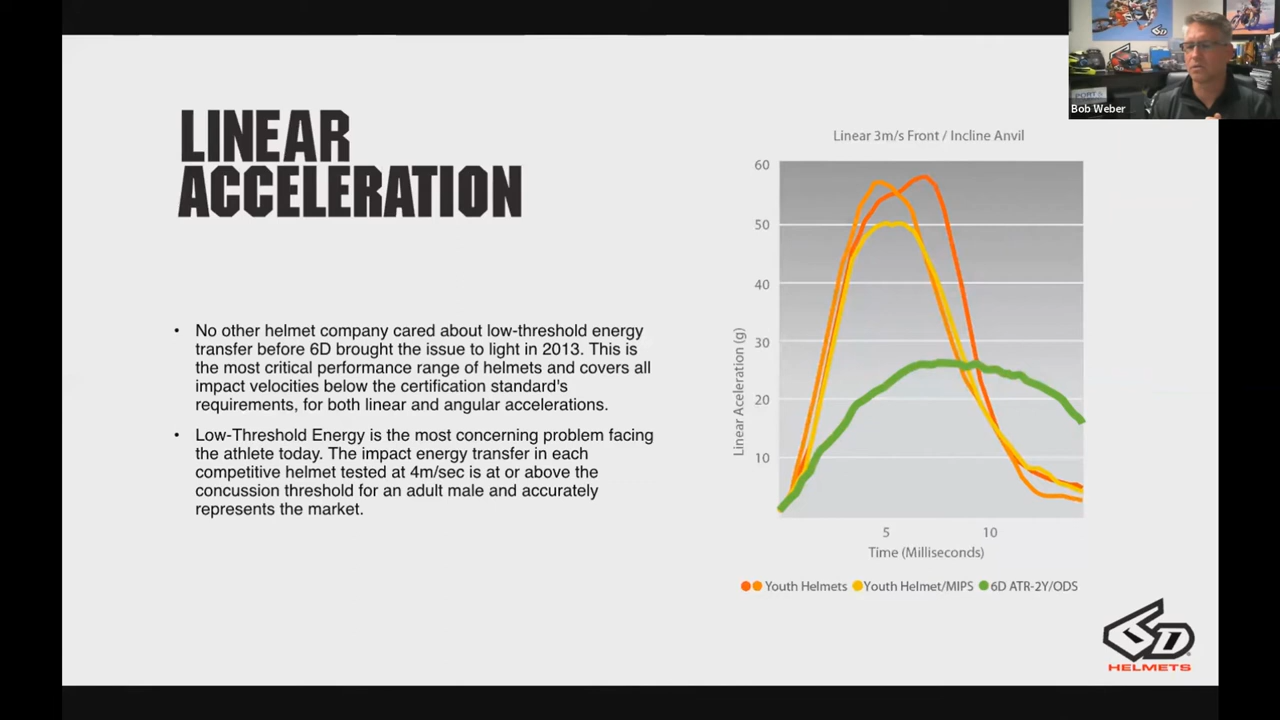 LINEAR
ACCELERATION
• No other helmet company cared about low-threshold energy
transfer before 6D brought the issue to light in 2013. This is
the most critical performance range of helmets and covers all
impact velocities below the certification standard's
requirements, for both linear and angular accelerations.
• Low-Threshold Energy is the most concerning problem facing
the athlete today. The impact energy transfer in each
competitive helmet tested at 4m/sec is at or above the
concussion threshold for an adult male and accurately
represents the market.
Bob Weber
Linear 3m/s Front / Incline Anvil
60
50
40
30
20
10
Linear Aceleration (g)
5 10
Time (Milliseconds)
Youth Helmets Youth Helmet/MIPS 6D ATR-2Y/ODS
6D
HELMETS